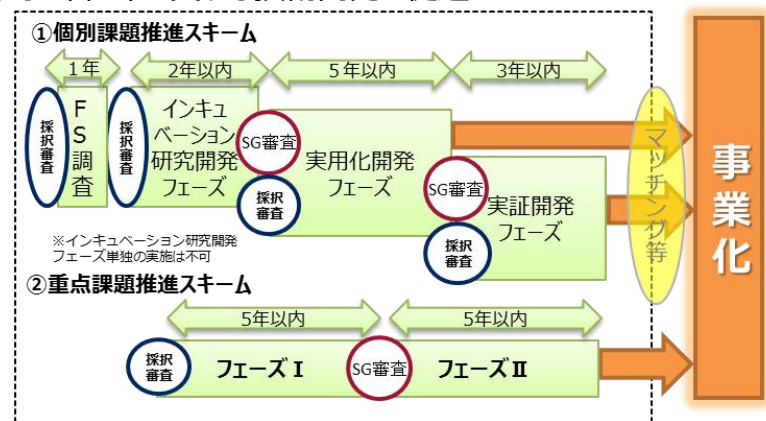 ①個別課題推進スキーム
1年
2年以内
5年以内
3年以内
採択
審査
FS調査
採択
審査
インキュ
ベーション
研究開発
フェーズ
SG審査
採択
審査
実用化開発
フェーズ
SG審査
採択
審査
実証開発
フェーズ
マッチング等
事業化
※インキュベーション研究開発
フェーズ単独の実施は不可
②重点課題推進スキーム
5年以内
5年以内
採択
審査
フェーズⅠ
SG審査
フェーズⅡ